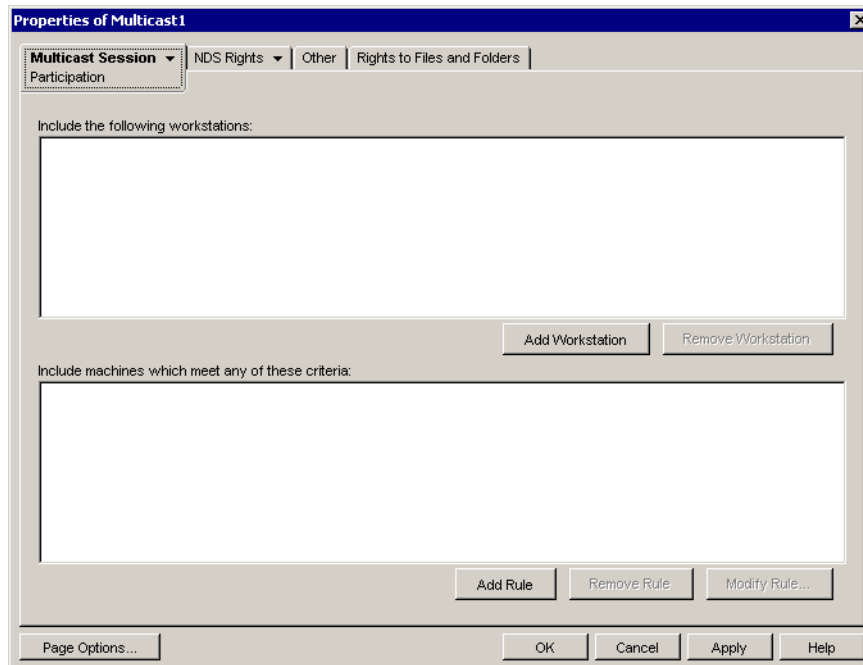 Properties of Multicast1
Multicast Session NDS Rights Other Rights to Files and Folders
Participation
Include the following workstations:
Add Workstation Remove Workstation
Include machines which meet any of these criteria:
Add Rule Remove Rule Modify Rule...
Page Options... OK Cancel Apply Help